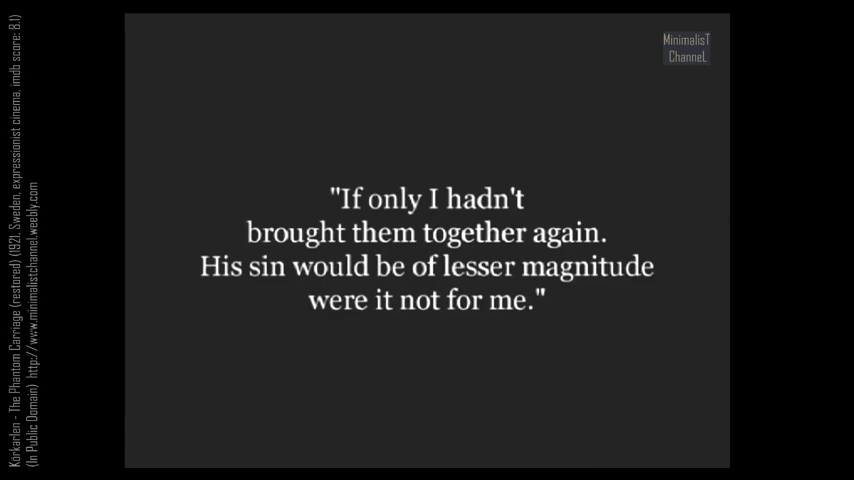 Körkarlen - The Phantom Carriage (restored) (1921, Sweden, expressionist cinema, imdb score: 8.1)
(In Public Domain) http://www.minimalistchannel.weebly.com
MinimalisT
ChanneL
"If only I hadn't
brought them together again.
His sin would be of lesser magnitude
were it not for me."